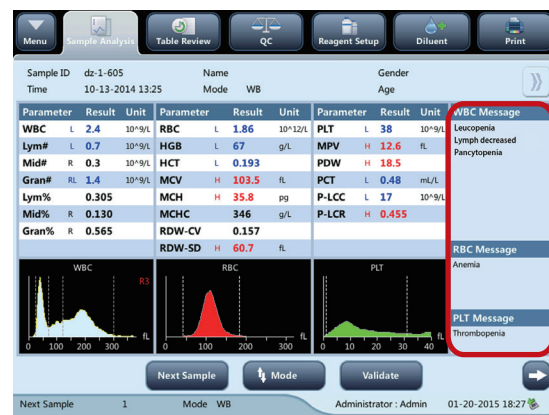 Menu Sample Analysis Table Review QC Reagent Setup Diluent Print
Sample ID dz-1-605 Name Gender
Time 10-13-2014 13:25 Mode WB Age
Parameter Result Unit Parameter Result Unit Parameter Result Unit WBC Message
WBC L 2.4 10^9/L RBC L 1.86 10^12/L PLT L 38 10^9/L Leucopenia
Lym# L 0.7 10^9/L HGB L 67 g/L MPV H 12.6 fL Lymph decreased
Mid# R 0.3 10^9/L HCT L 0.193 PDW H 18.5 Pancytopenia
Gran# RL 1.4 10^9/L MCV H 103.5 fL PCT L 0.48 mL/L
Lym% 0.305 MCH H 35.8 pg P-LCC L 17 10^9/L
Mid% R 0.130 MCHC 346 g/L P-LCR H 0.455
Gran% R 0.565 RDW-CV 0.157
RDW-SD H 60.7 fL
RBC Message
Anemia
WBC RBC PLT
R3
PLT Message
Thrombopenia
0 100 200 300 fL 0 100 200 300 fL 0 10 20 30 40 fL
Next Sample Mode Validate
Next Sample 1 Mode WB Administrator : Admin 01-20-2015 18:27